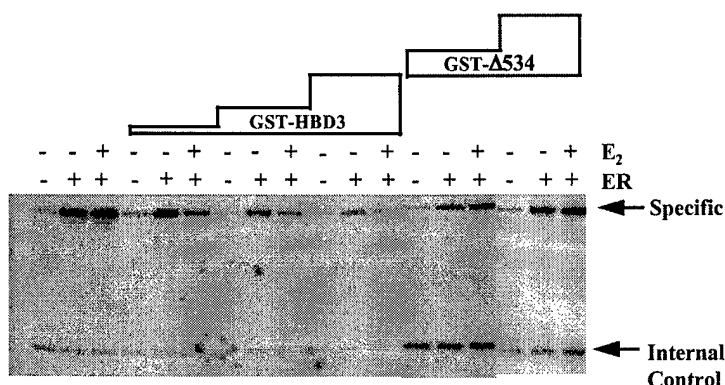 GST-Δ534
GST-HBD3
- - + - - + - - + - - + - - + - - + E₂
- + + - + + - + + - + + - + + - + + ER
Specific
Internal
Control